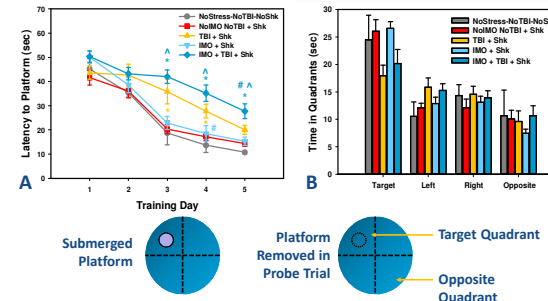 Latency to Platform (sec)
70
60
50
40
30
20
10
0
NoStress-NoTBI-NoShk
NoIMO NoTBI + Shk
TBI + Shk
IMO + Shk
IMO + TBI + Shk
^
*
^
*
*
*
#
# ^
*
1
2
3
4
5
Training Day
A
Time in Quadrants (sec)
30
25
20
15
10
5
0
NoStress-NoTBI-NoShk
NoIMO NoTBI + Shk
TBI + Shk
IMO + Shk
IMO + TBI + Shk
Target
Left
Right
Opposite
B
Submerged
Platform
Platform
Removed in
Probe Trial
Target Quadrant
Opposite
Quadrant